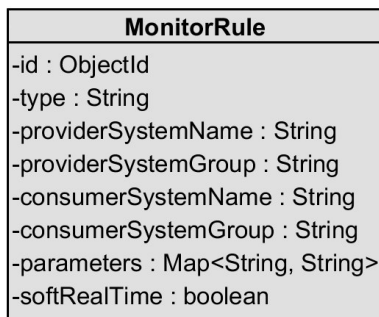 MonitorRule
-id : ObjectId
-type : String
-providerSystemName : String
-providerSystemGroup : String
-consumerSystemName : String
-consumerSystemGroup : String
-parameters : Map<String, String>
-softRealTime : boolean